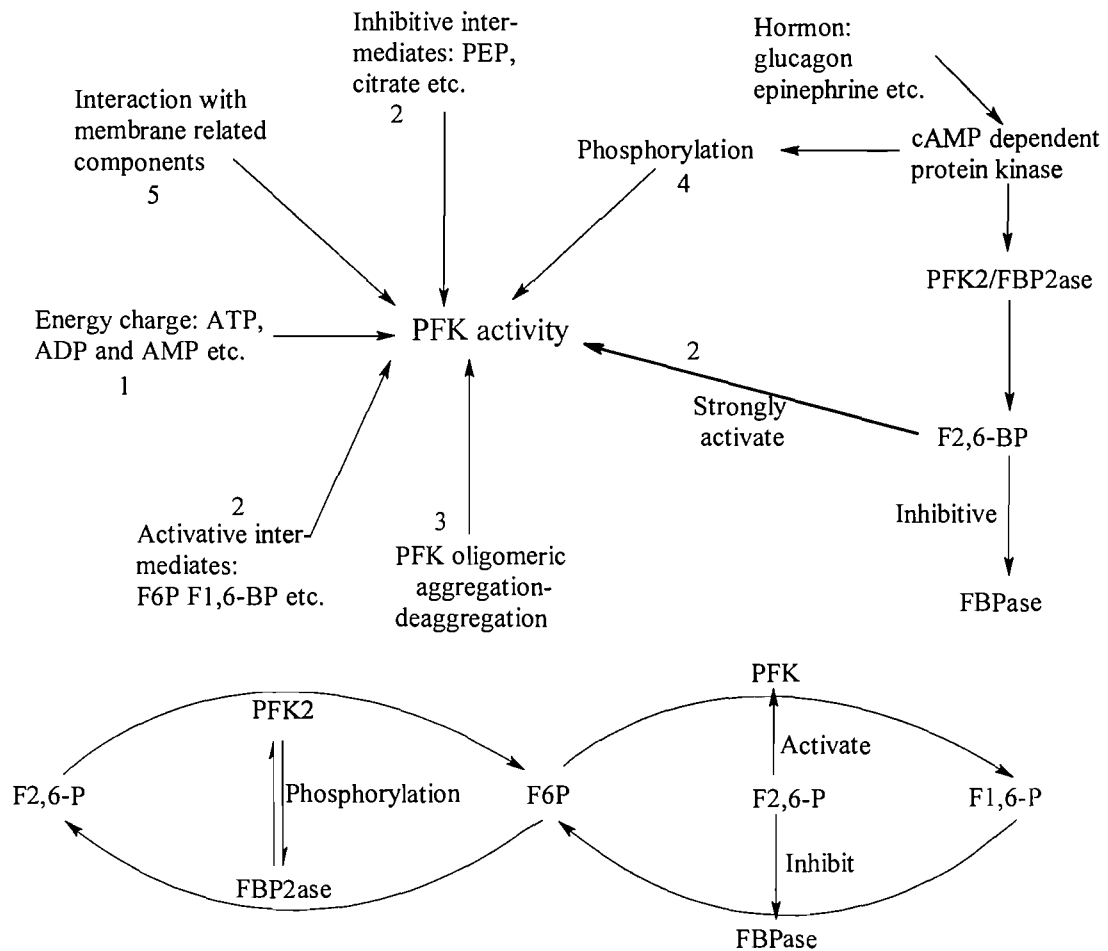 Inhibitive inter-
mediates: PEP,
citrate etc.
2
Hormon:
glucagon
epinephrine etc.
Interaction with
membrane related
components
5
Phosphorylation
4
cAMP dependent
protein kinase
PFK2/FBP2ase
Energy charge: ATP,
ADP and AMP etc.
1
PFK activity
2
Strongly
activate
F2,6-BP
2
Activative inter-
mediates:
F6P F1,6-BP etc.
3
PFK oligomeric
aggregation-
deaggregation
Inhibitive
FBPase
PFK2
Phosphorylation
F2,6-P
F6P
FBP2ase
PFK
Activate
F2,6-P
F1,6-P
Inhibit
FBPase